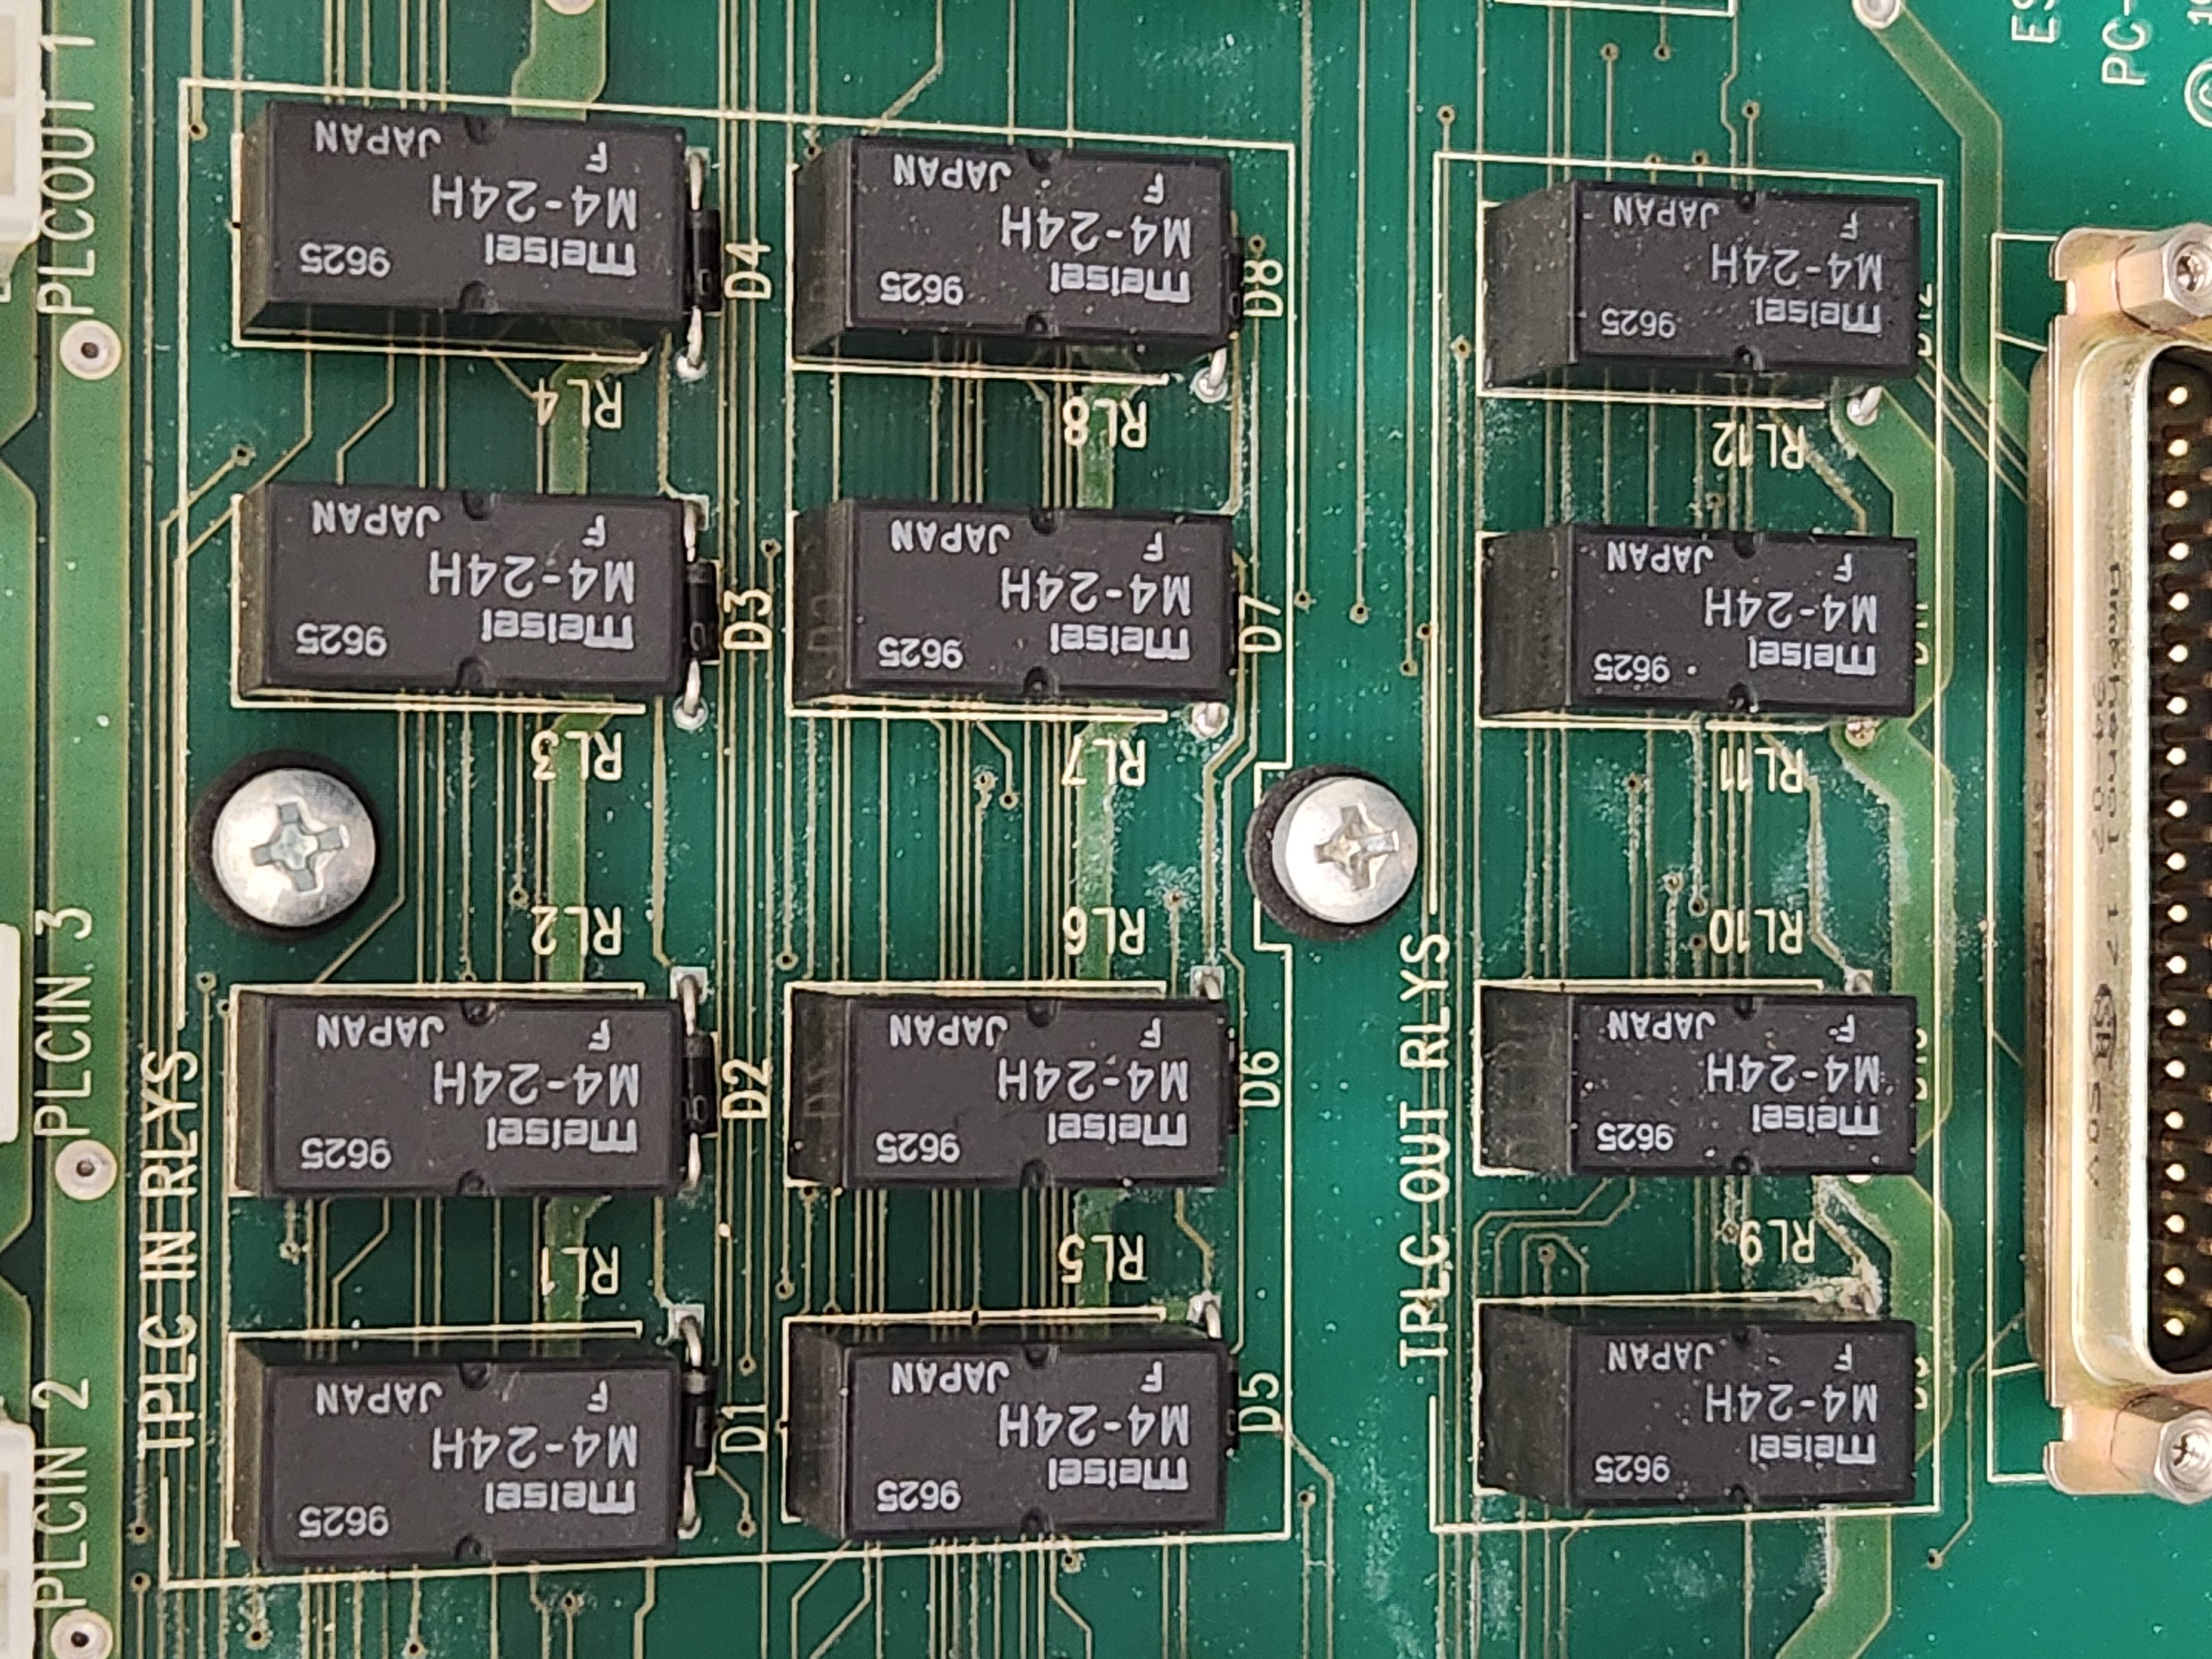 PLCIN 2 PLCIN 3 PLCOUT 1
TPLC IN RLYS
9625 JAPAN
meisei
M4-24H
F
RL1
9625 JAPAN
meisei
M4-24H
F
RL2
RL3
9625 JAPAN
meisei
M4-24H
F
RL4
9625 JAPAN
meisei
M4-24H
F
D1 D2 D3 D4
9625 JAPAN
meisei
M4-24H
F
RL5
9625 JAPAN
meisei
M4-24H
F
RL6
RL7
9625 JAPAN
meisei
M4-24H
F
RL8
9625 JAPAN
meisei
M4-24H
F
D5 D6 D7 D8
TPLC OUT RLYS
9625 JAPAN
meisei
M4-24H
F
RL9
9625 JAPAN
meisei
M4-24H
F
RL10
RL11
9625 JAPAN
meisei
M4-24H
F
RL12
9625 JAPAN
meisei
M4-24H
F
ES
PC-
©
Amphenol 17